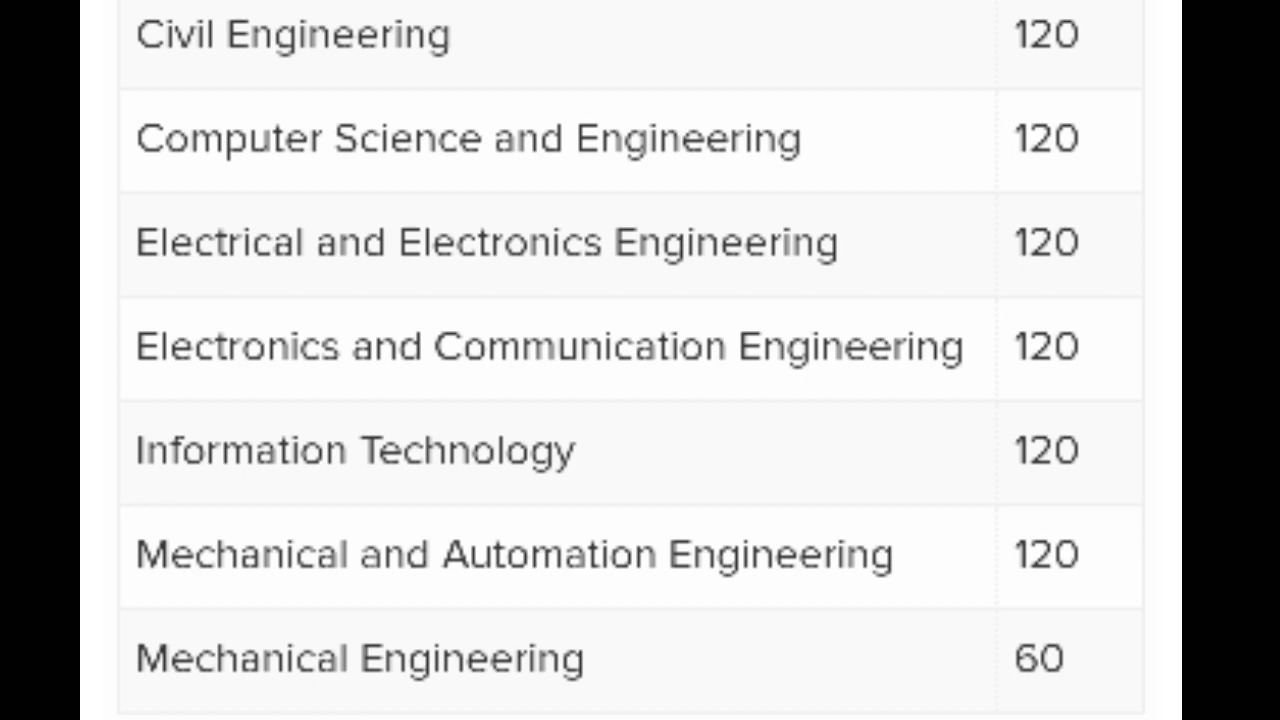 Civil Engineering 120
Computer Science and Engineering 120
Electrical and Electronics Engineering 120
Electronics and Communication Engineering 120
Information Technology 120
Mechanical and Automation Engineering 120
Mechanical Engineering 60